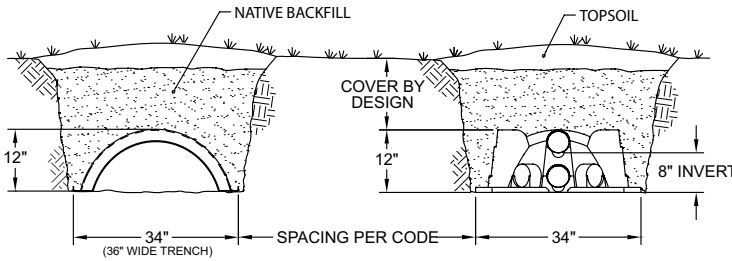 NATIVE BACKFILL
TOPSOIL
COVER BY
DESIGN
12"
12"
8" INVERT
34"
(36" WIDE TRENCH)
SPACING PER CODE
34"